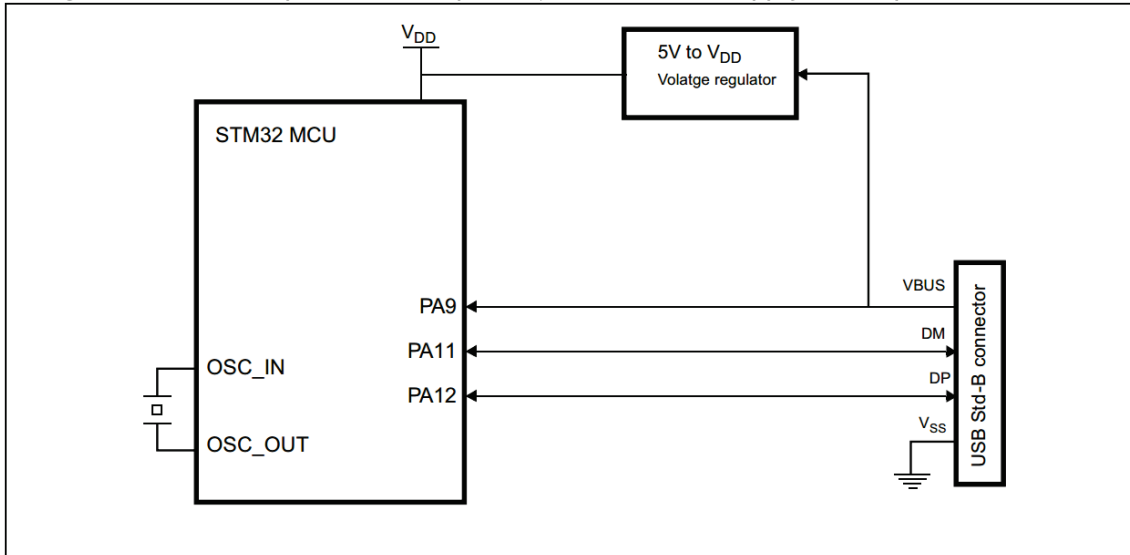 VDD
5V to VDD
Volatge regulator
STM32 MCU
VBUS
PA9
DM
PA11
OSC_IN
DP
PA12
VSS
OSC_OUT
USB Std-B connector